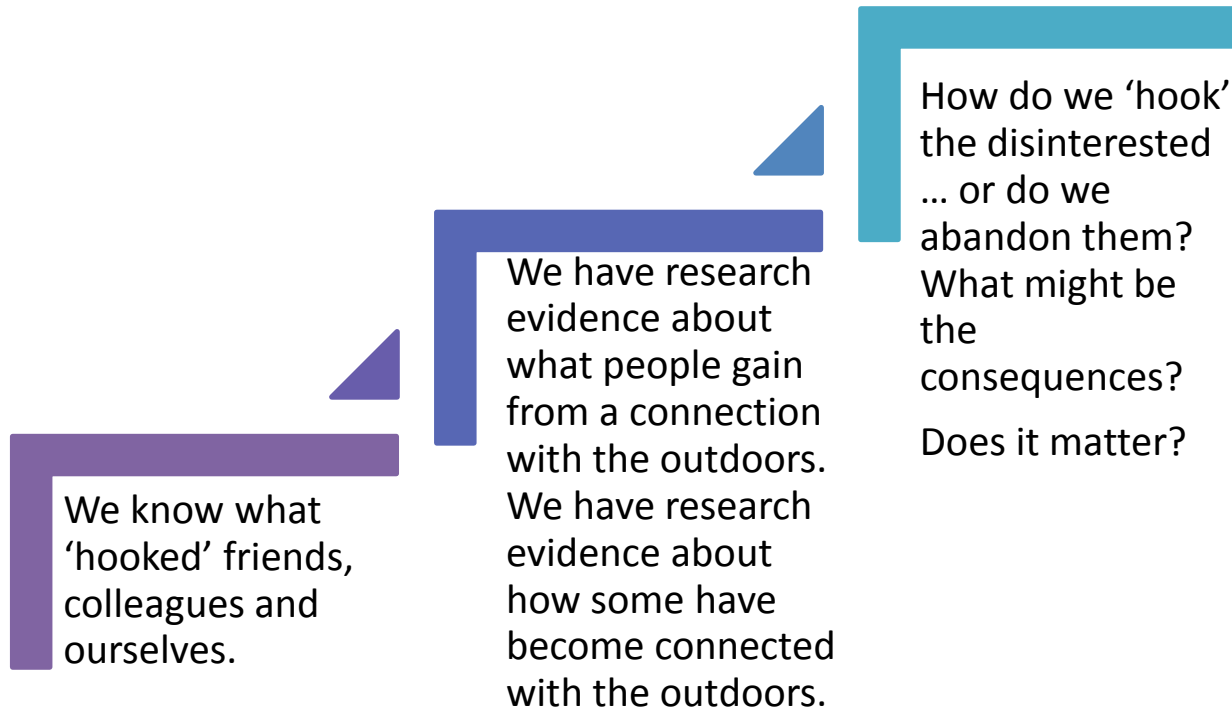 We know what
‘hooked’ friends,
colleagues and
ourselves.
We have research
evidence about
what people gain
from a connection
with the outdoors.
We have research
evidence about
how some have
become connected
with the outdoors.
How do we ‘hook’
the disinterested
… or do we
abandon them?
What might be
the
consequences?
Does it matter?